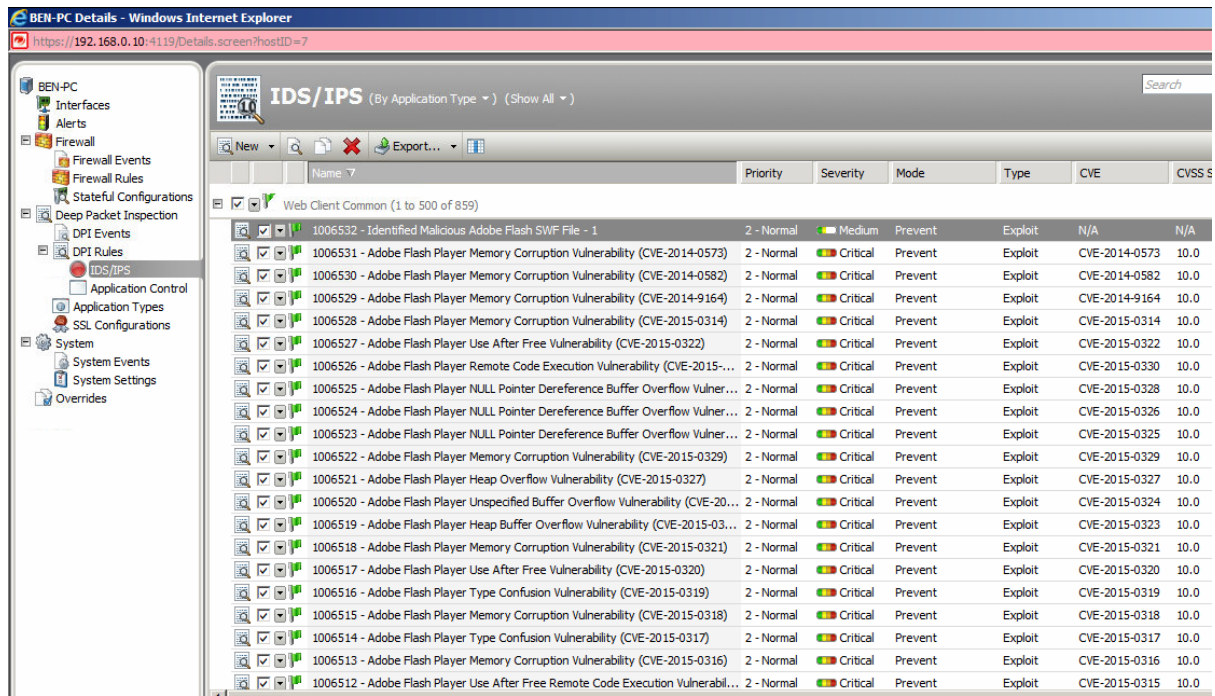 BEN-PC Details - Windows Internet Explorer
https://192.168.0.10:4119/Details.screen?hostID=7
BEN-PC
Interfaces
Alerts
Firewall
Firewall Events
Firewall Rules
Stateful Configurations
Deep Packet Inspection
DPI Events
DPI Rules
IDS/IPS
Application Control
Application Types
SSL Configurations
System
System Events
System Settings
Overrides
IDS/IPS (By Application Type) (Show All)
Search
New Export...
Name Priority Severity Mode Type CVE CVSS S
Web Client Common (1 to 500 of 859)
1006532 - Identified Malicious Adobe Flash SWF File - 1 2 - Normal Medium Prevent Exploit N/A N/A
1006531 - Adobe Flash Player Memory Corruption Vulnerability (CVE-2014-0573) 2 - Normal Critical Prevent Exploit CVE-2014-0573 10.0
1006530 - Adobe Flash Player Memory Corruption Vulnerability (CVE-2014-0582) 2 - Normal Critical Prevent Exploit CVE-2014-0582 10.0
1006529 - Adobe Flash Player Memory Corruption Vulnerability (CVE-2014-9164) 2 - Normal Critical Prevent Exploit CVE-2014-9164 10.0
1006528 - Adobe Flash Player Memory Corruption Vulnerability (CVE-2015-0314) 2 - Normal Critical Prevent Exploit CVE-2015-0314 10.0
1006527 - Adobe Flash Player Use After Free Vulnerability (CVE-2015-0322) 2 - Normal Critical Prevent Exploit CVE-2015-0322 10.0
1006526 - Adobe Flash Player Remote Code Execution Vulnerability (CVE-2015-... 2 - Normal Critical Prevent Exploit CVE-2015-0330 10.0
1006525 - Adobe Flash Player NULL Pointer Dereference Buffer Overflow Vulner... 2 - Normal Critical Prevent Exploit CVE-2015-0328 10.0
1006524 - Adobe Flash Player NULL Pointer Dereference Buffer Overflow Vulner... 2 - Normal Critical Prevent Exploit CVE-2015-0326 10.0
1006523 - Adobe Flash Player NULL Pointer Dereference Buffer Overflow Vulner... 2 - Normal Critical Prevent Exploit CVE-2015-0325 10.0
1006522 - Adobe Flash Player Memory Corruption Vulnerability (CVE-2015-0329) 2 - Normal Critical Prevent Exploit CVE-2015-0329 10.0
1006521 - Adobe Flash Player Heap Overflow Vulnerability (CVE-2015-0327) 2 - Normal Critical Prevent Exploit CVE-2015-0327 10.0
1006520 - Adobe Flash Player Unspecified Buffer Overflow Vulnerability (CVE-20... 2 - Normal Critical Prevent Exploit CVE-2015-0324 10.0
1006519 - Adobe Flash Player Heap Buffer Overflow Vulnerability (CVE-2015-03... 2 - Normal Critical Prevent Exploit CVE-2015-0323 10.0
1006518 - Adobe Flash Player Memory Corruption Vulnerability (CVE-2015-0321) 2 - Normal Critical Prevent Exploit CVE-2015-0321 10.0
1006517 - Adobe Flash Player Use After Free Vulnerability (CVE-2015-0320) 2 - Normal Critical Prevent Exploit CVE-2015-0320 10.0
1006516 - Adobe Flash Player Type Confusion Vulnerability (CVE-2015-0319) 2 - Normal Critical Prevent Exploit CVE-2015-0319 10.0
1006515 - Adobe Flash Player Memory Corruption Vulnerability (CVE-2015-0318) 2 - Normal Critical Prevent Exploit CVE-2015-0318 10.0
1006514 - Adobe Flash Player Type Confusion Vulnerability (CVE-2015-0317) 2 - Normal Critical Prevent Exploit CVE-2015-0317 10.0
1006513 - Adobe Flash Player Memory Corruption Vulnerability (CVE-2015-0316) 2 - Normal Critical Prevent Exploit CVE-2015-0316 10.0
1006512 - Adobe Flash Player Use After Free Remote Code Execution Vulnerabil... 2 - Normal Critical Prevent Exploit CVE-2015-0315 10.0